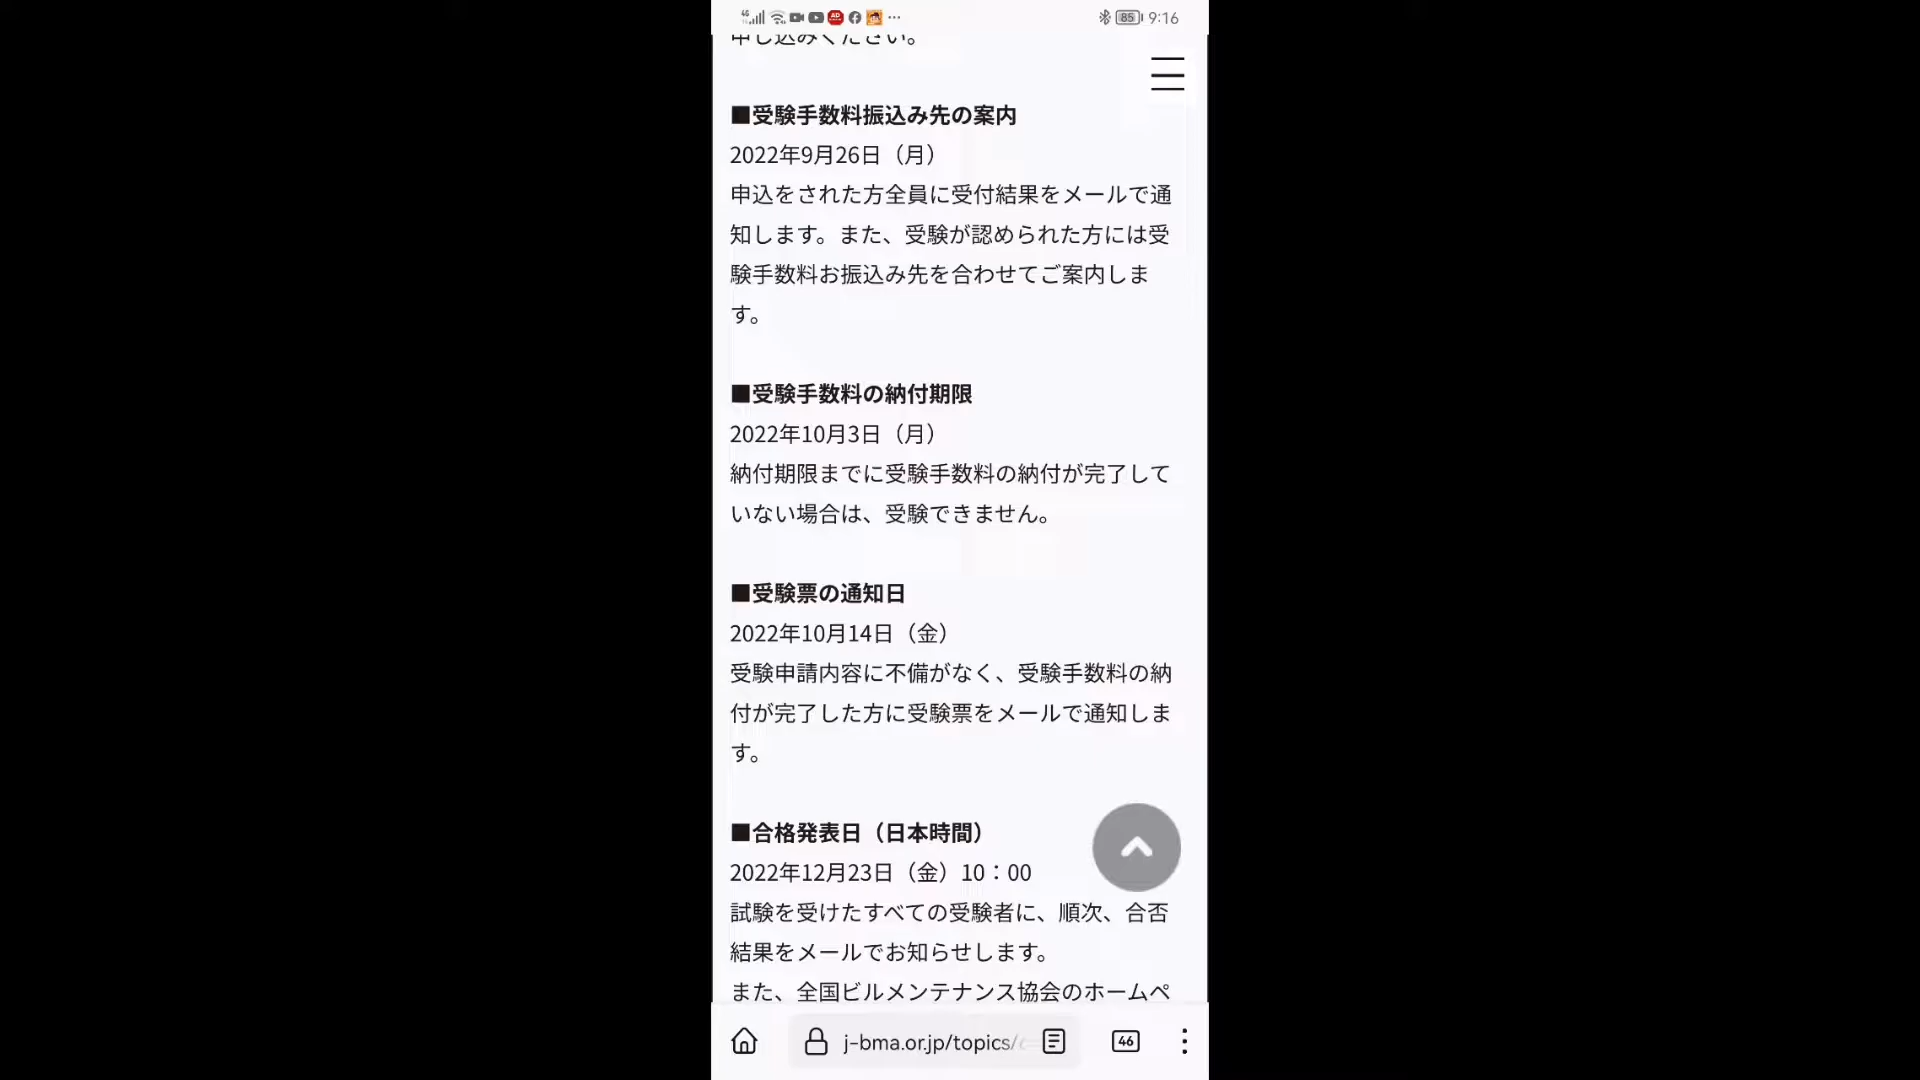 85 9:16
申し込みください。
■受験手数料振込み先の案内
2022年9月26日（月）
申込をされた方全員に受付結果をメールで通
知します。また、受験が認められた方には受
験手数料お振込み先を合わせてご案内しま
す。
■受験手数料の納付期限
2022年10月3日（月）
納付期限までに受験手数料の納付が完了して
いない場合は、受験できません。
■受験票の通知日
2022年10月14日（金）
受験申請内容に不備がなく、受験手数料の納
付が完了した方に受験票をメールで通知しま
す。
■合格発表日（日本時間）
2022年12月23日（金）10：00
試験を受けたすべての受験者に、順次、合否
結果をメールでお知らせします。
また、全国ビルメンテナンス協会のホームペ
j-bma.or.jp/topics/ 46